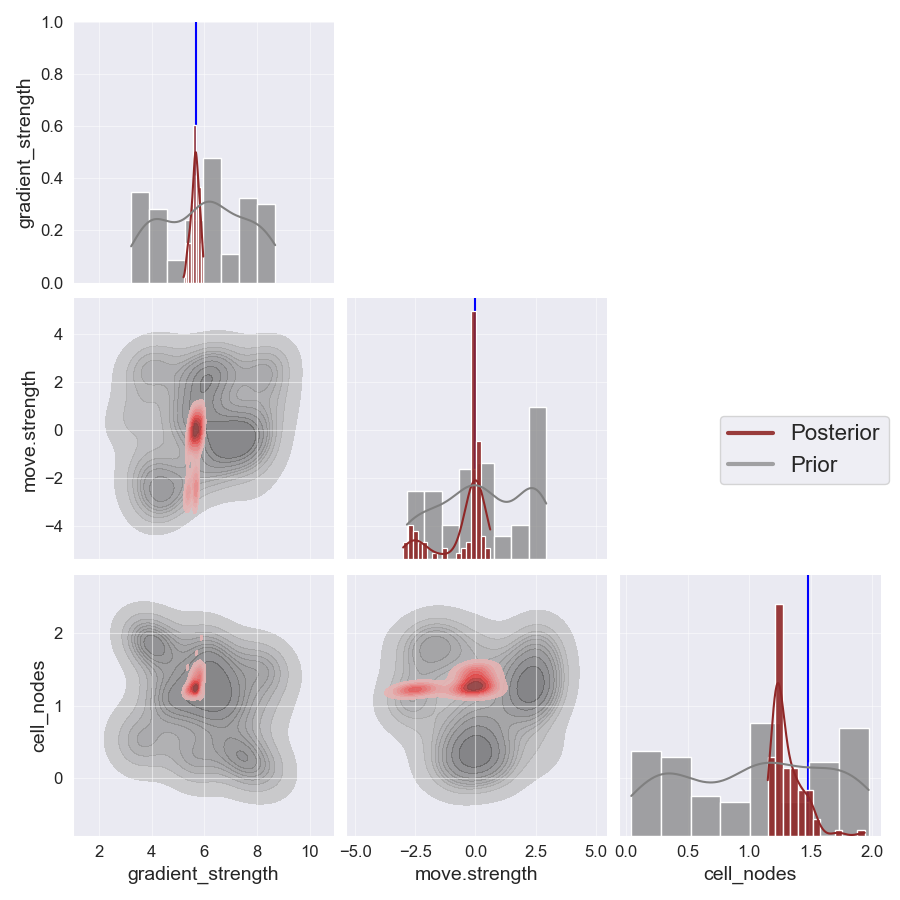 1.0
0.8
0.6
0.4
0.2
0.0
gradient_strength
4
2
0
−2
−4
move.strength
Posterior
Prior
2
1
0
cell_nodes
2 4 6 8 10
gradient_strength
−5.0 −2.5 0.0 2.5 5.0
move.strength
0.0 0.5 1.0 1.5 2.0
cell_nodes